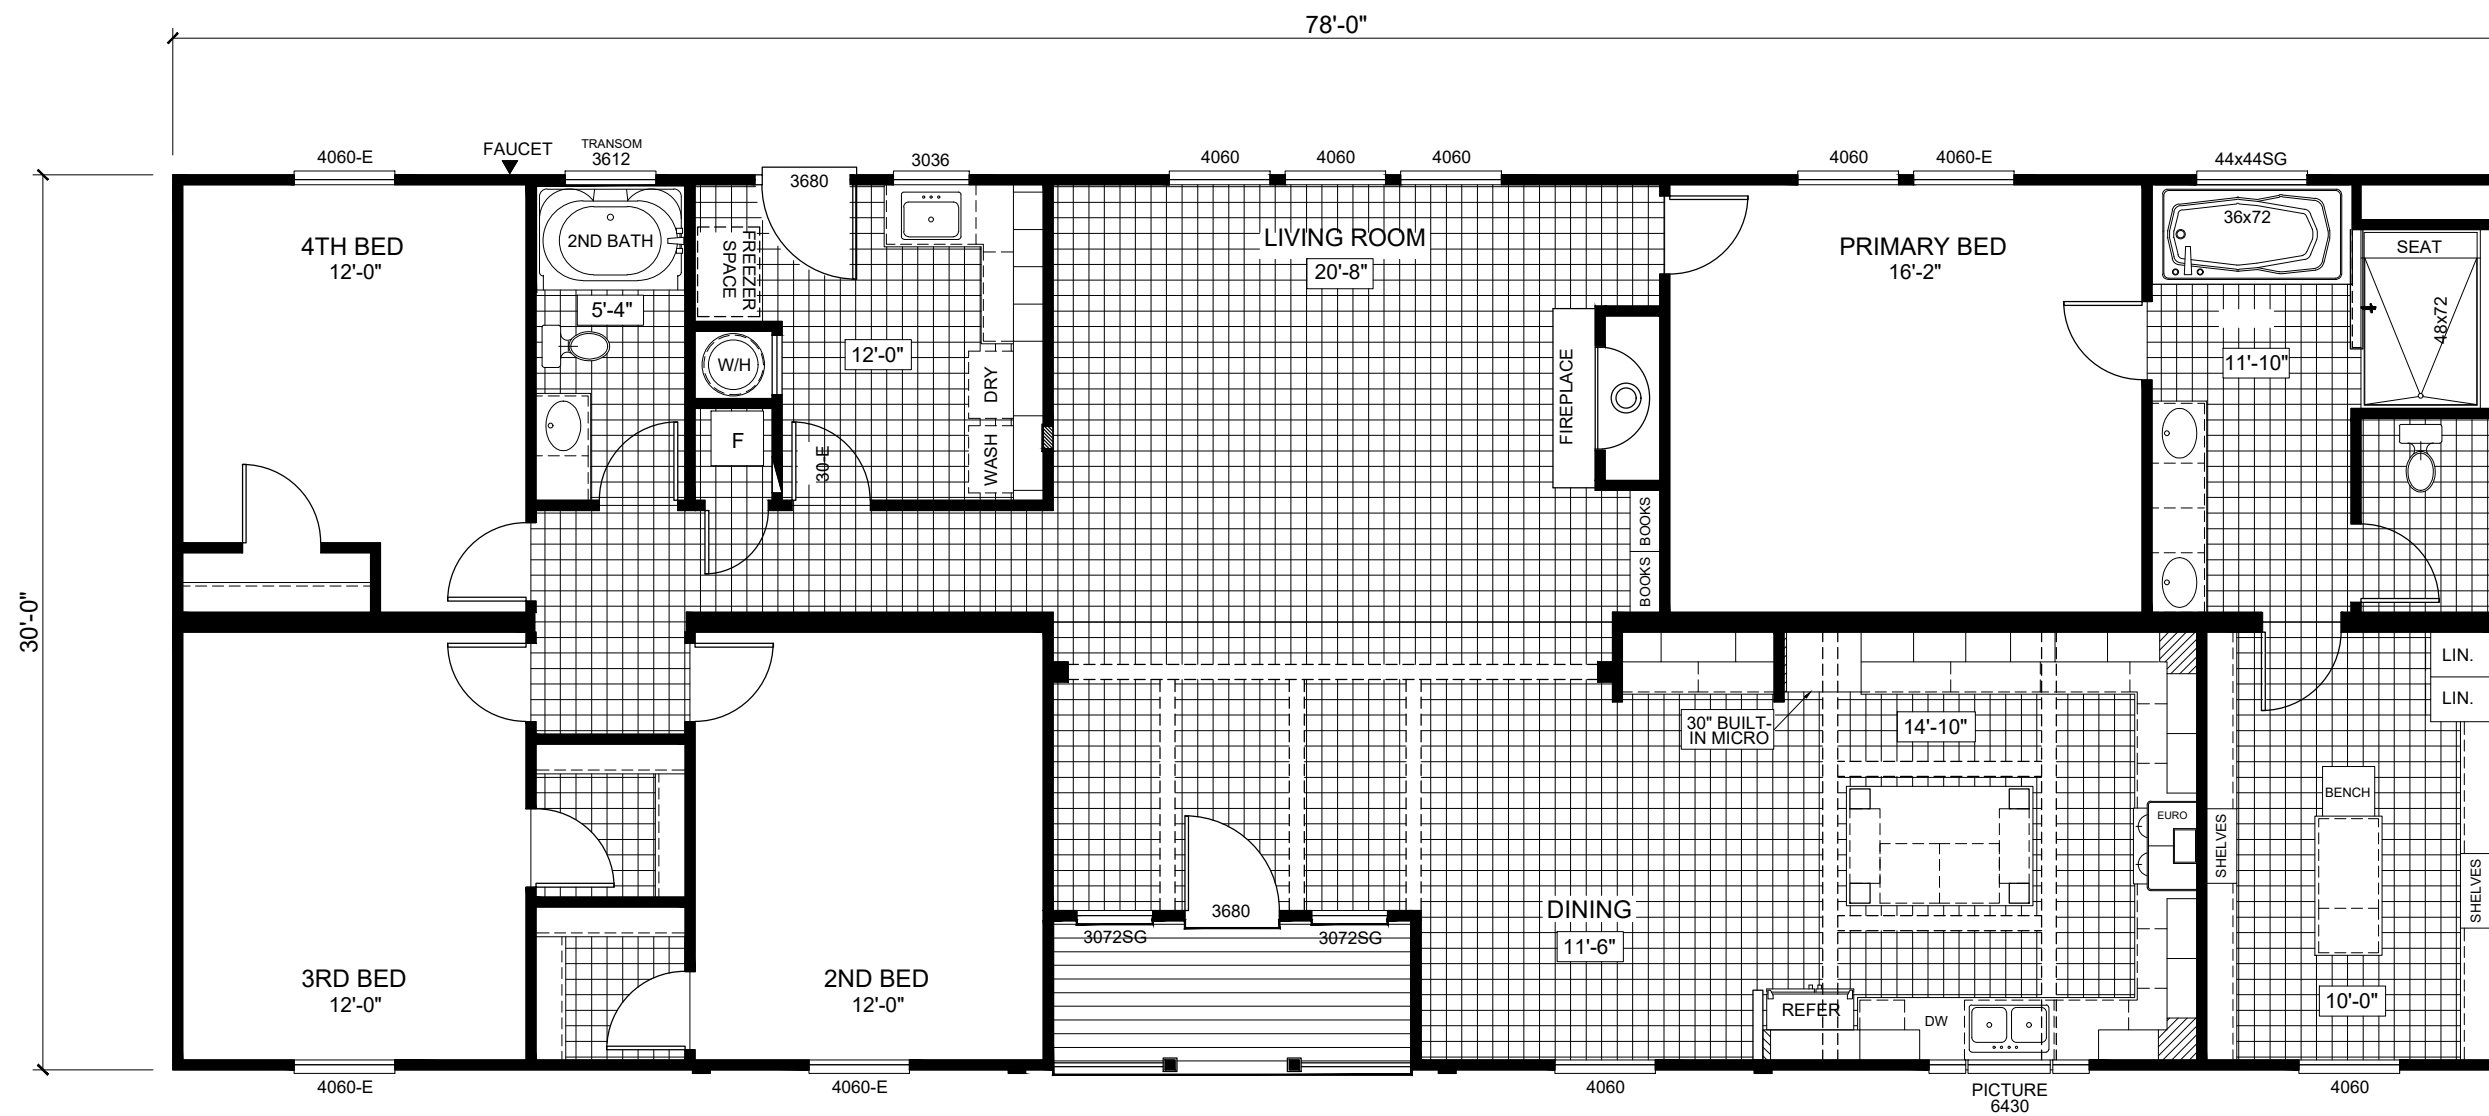 78'-0"
4060-E
FAUCET
TRANSOM
3612
3680
3036
4060
4060
4060
4060
4060-E
44x44SG
30'-0"
4TH BED
12'-0"
2ND BATH
5'-4"
FREEZER
SPACE
W/H
F
12'-0"
DRY
WASH
30-E
LIVING ROOM
20'-8"
FIREPLACE
BOOKS
BOOKS
PRIMARY BED
16'-2"
36x72
SEAT
48x72
11'-10"
LIN.
LIN.
30" BUILT-
IN MICRO
14'-10"
BENCH
EURO
SHELVES
SHELVES
3RD BED
12'-0"
2ND BED
12'-0"
3680
3072SG
3072SG
DINING
11'-6"
REFER
DW
10'-0"
4060-E
4060-E
4060
PICTURE
6430
4060